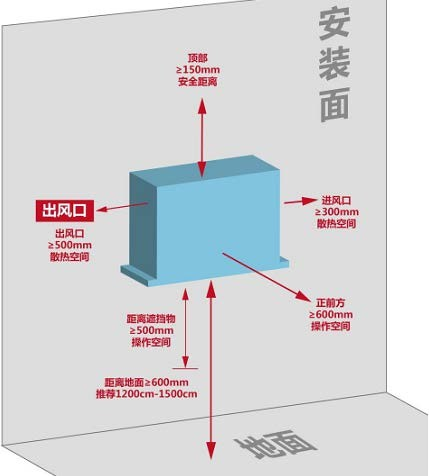 安
装
面
顶部
≥150mm
安全距离
出风口
出风口
≥500mm
散热空间
进风口
≥300mm
散热空间
正前方
≥600mm
操作空间
距离遮挡物
≥500mm
操作空间
距离地面≥600mm
推荐1200cm-1500cm
地面